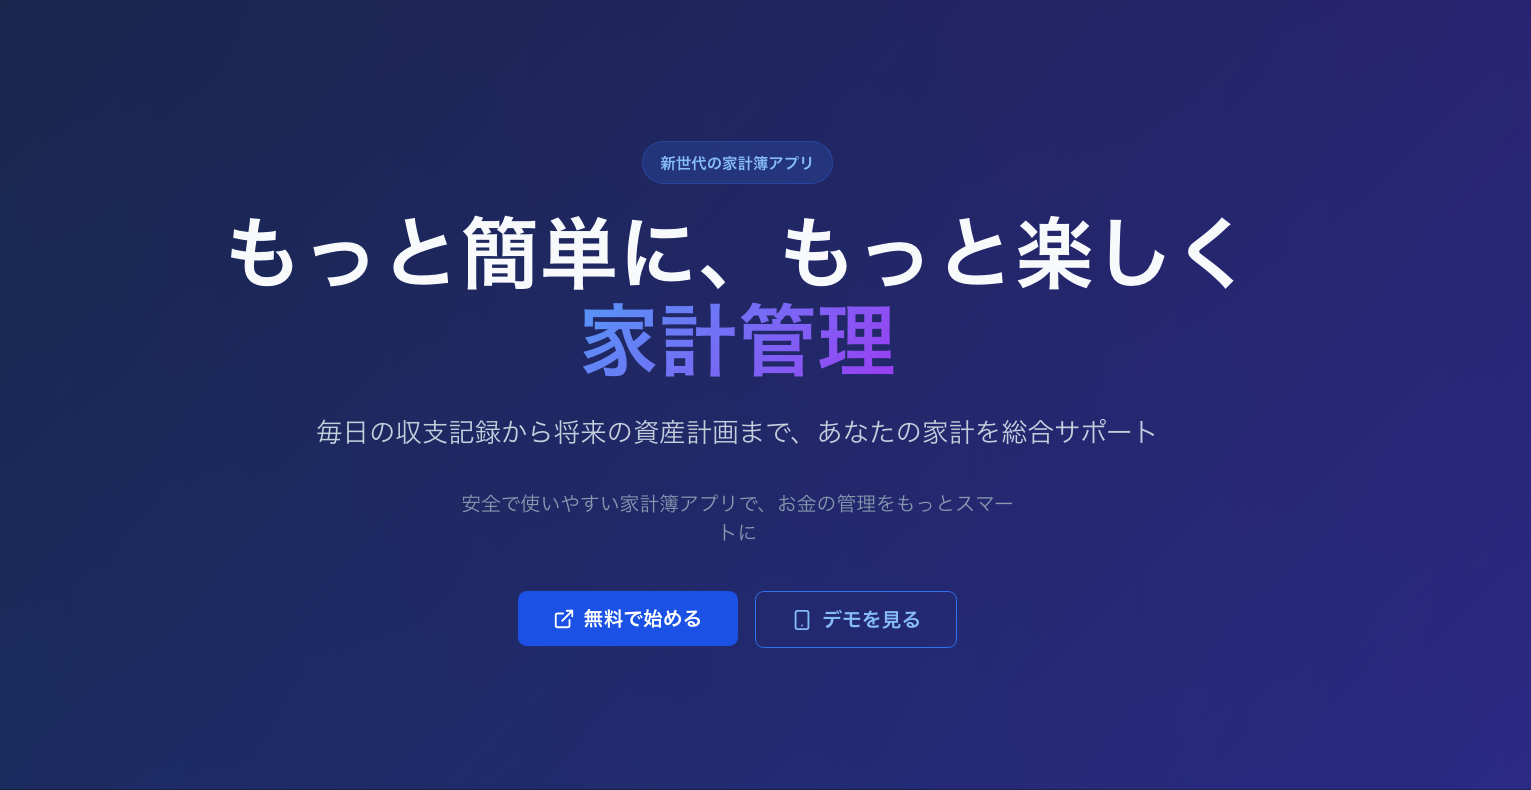 新世代の家計簿アプリ
もっと簡単に、もっと楽しく
家計管理
毎日の収支記録から将来の資産計画まで、あなたの家計を総合サポート
安全で使いやすい家計簿アプリで、お金の管理をもっとスマー
トに
無料で始める
デモを見る